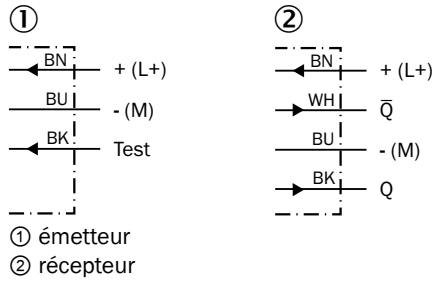 ①
BN + (L+)
BU - (M)
BK Test
②
BN + (L+)
WH Q̅
BU - (M)
BK Q
① émetteur
② récepteur